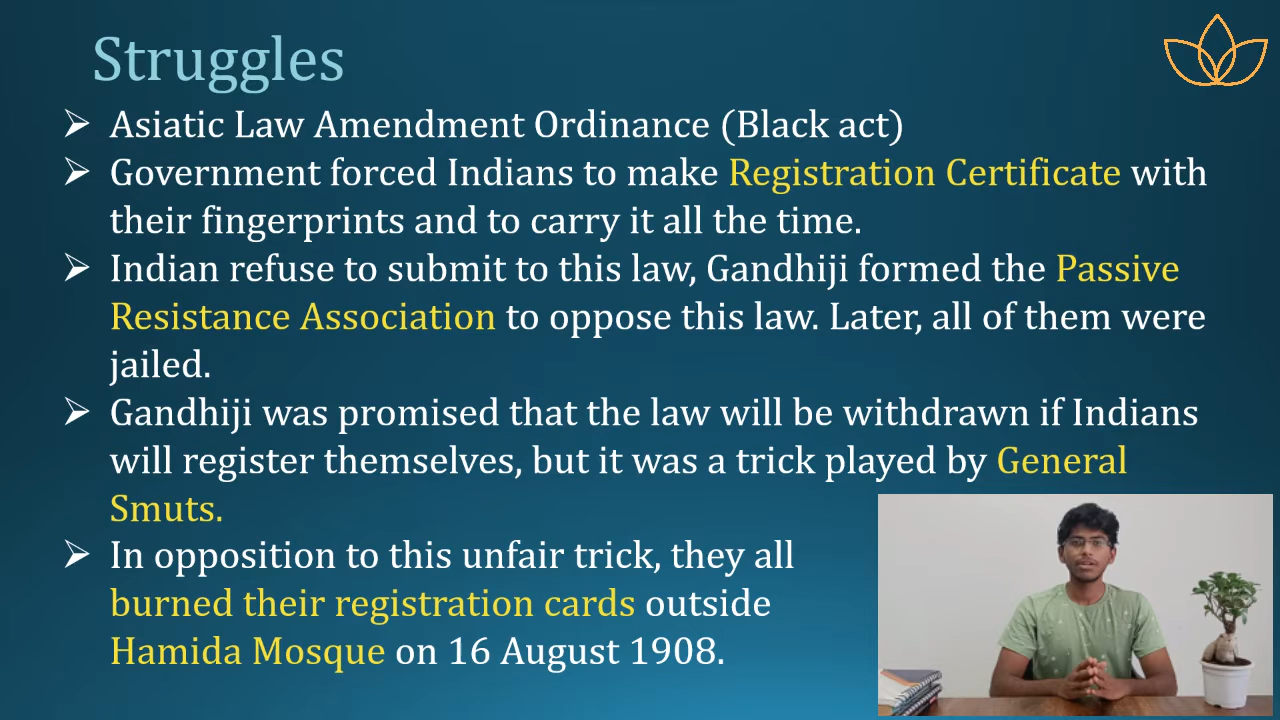 Struggles
➢ Asiatic Law Amendment Ordinance (Black act)
➢ Government forced Indians to make Registration Certificate with
their fingerprints and to carry it all the time.
➢ Indian refuse to submit to this law, Gandhiji formed the Passive
Resistance Association to oppose this law. Later, all of them were
jailed.
➢ Gandhiji was promised that the law will be withdrawn if Indians
will register themselves, but it was a trick played by General
Smuts.
➢ In opposition to this unfair trick, they all
burned their registration cards outside
Hamida Mosque on 16 August 1908.